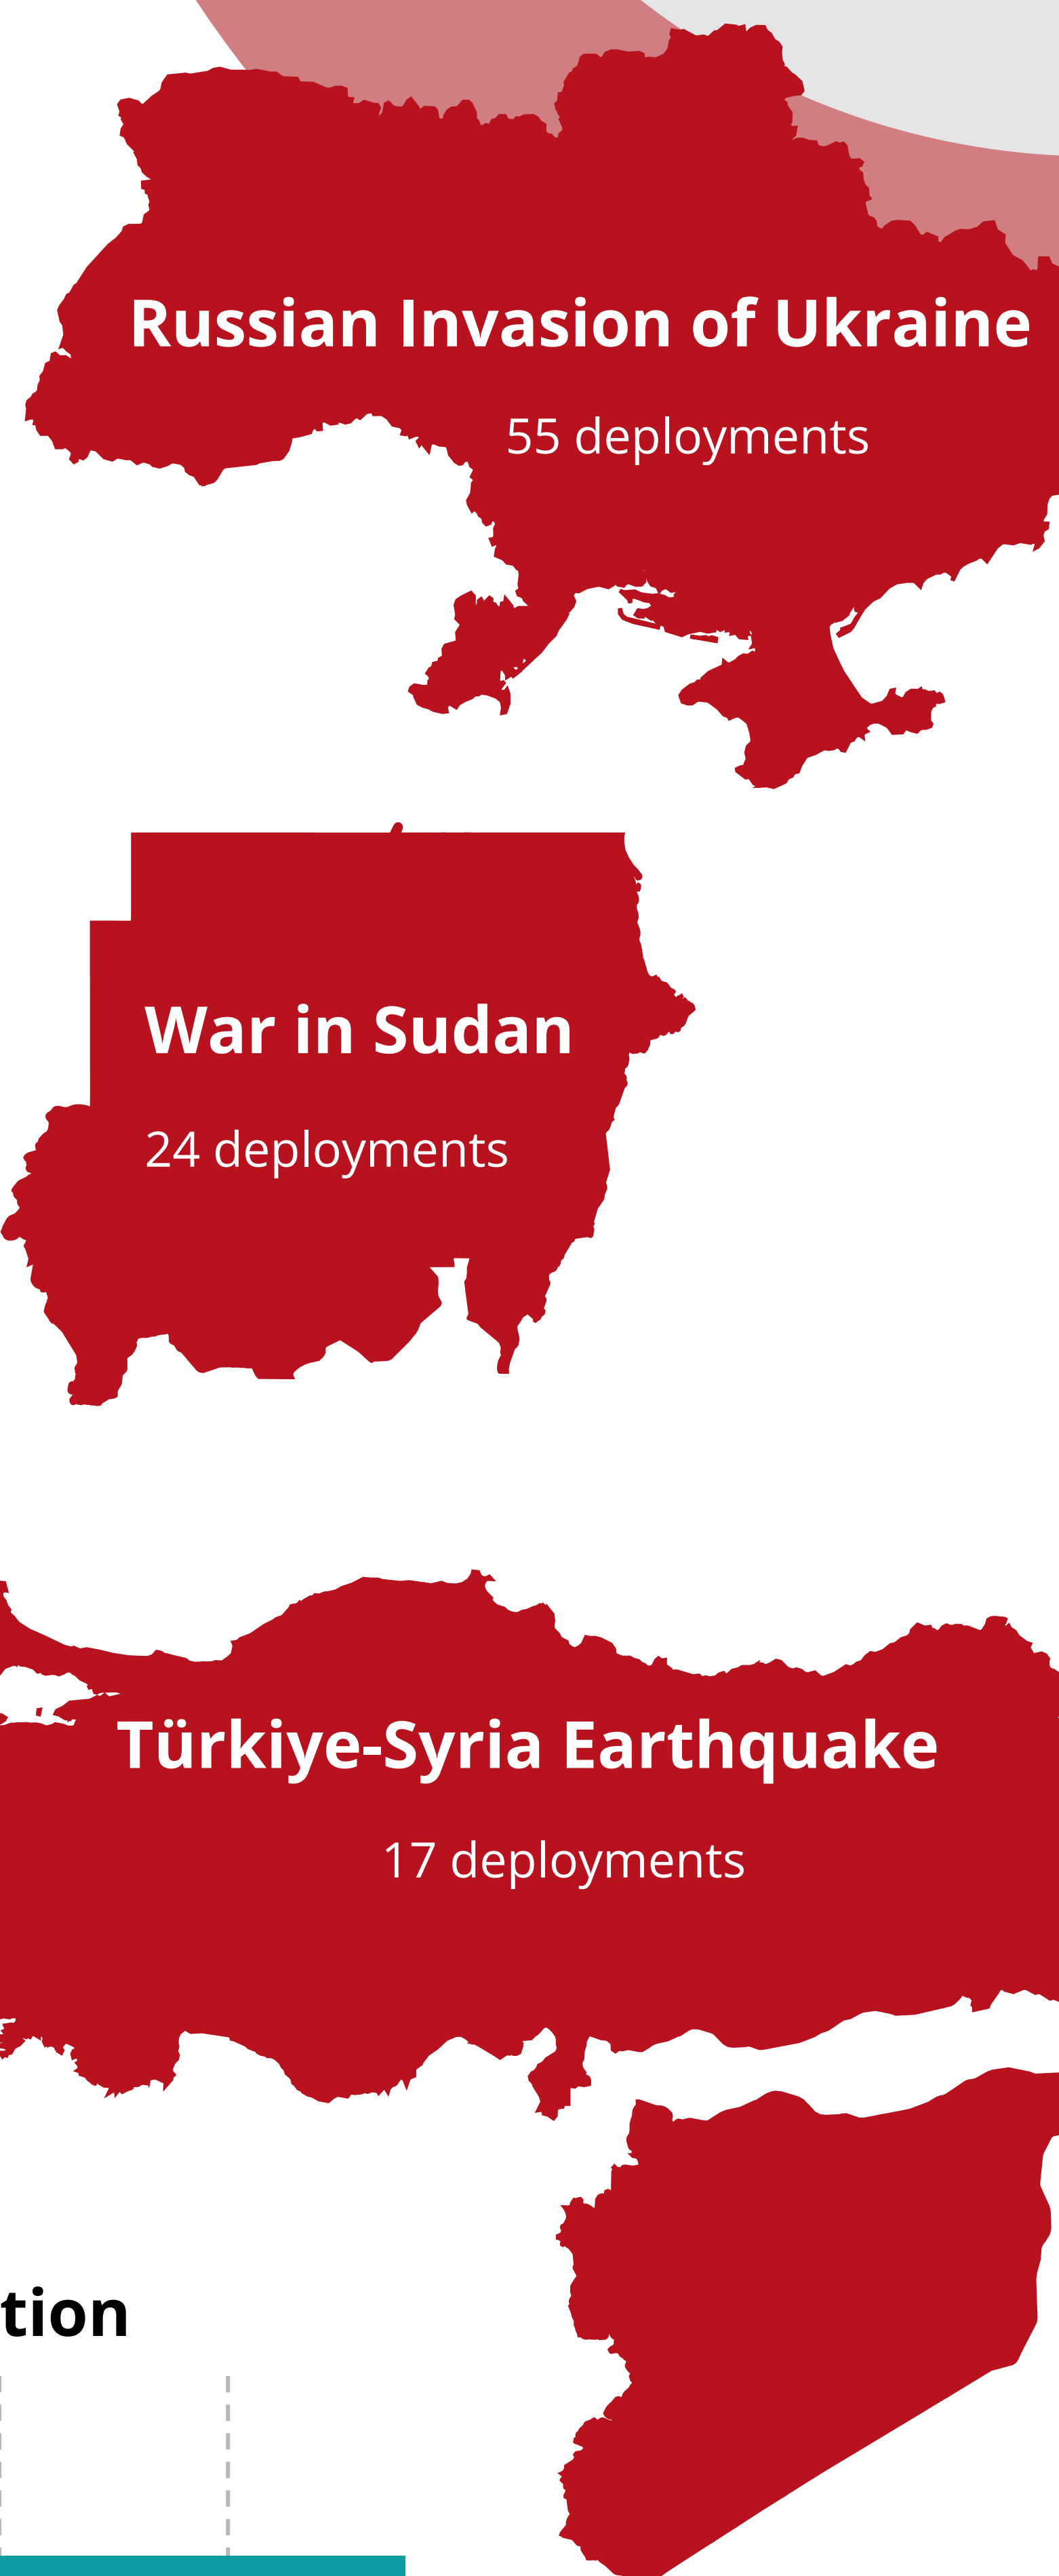 Russian Invasion of Ukraine
55 deployments
War in Sudan
24 deployments
Türkiye-Syria Earthquake
17 deployments
tion